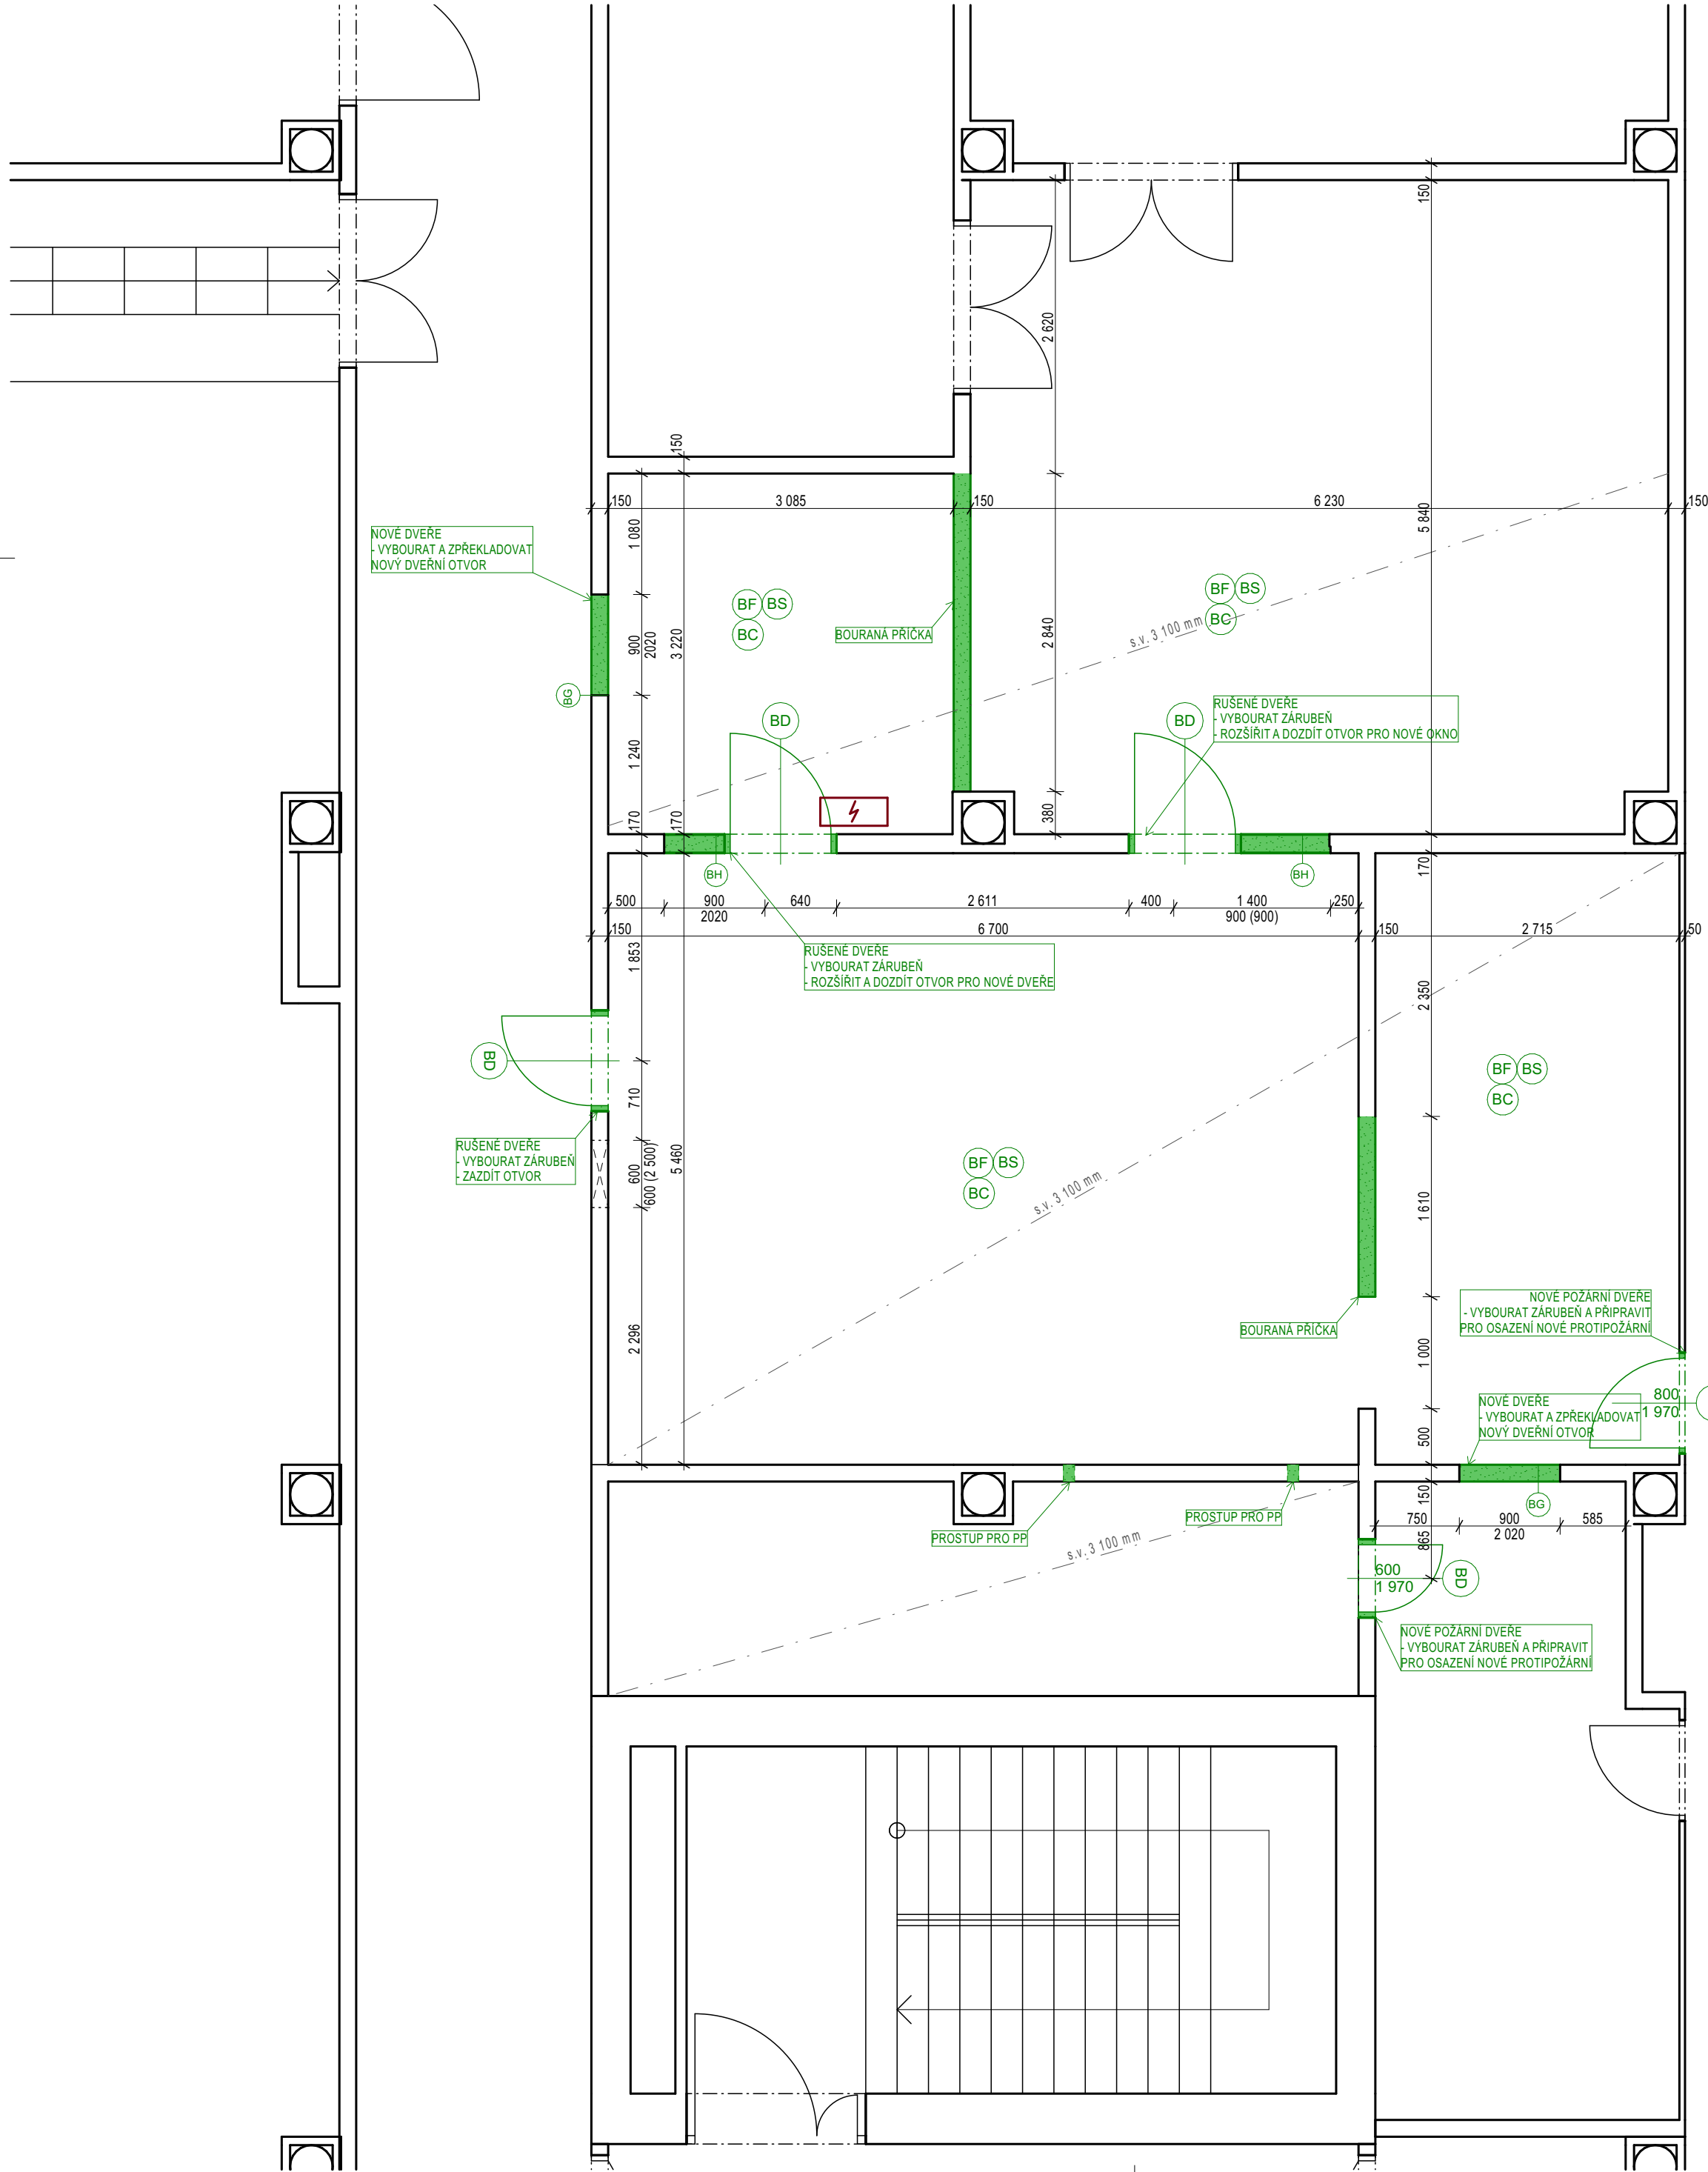 150
2 620
150
150
3 085
150
6 230
150
5 840
1 080
NOVÉ DVEŘE
- VYBOURAT A ZPŘEKLADOVAT
NOVÝ DVEŘNÍ OTVOR
BF BS
BC
BF BS
BC
BOURANÁ PŘÍČKA
s.v. 3 100 mm
900
2020
3 220
2 840
BG
BD
BD
RUŠENÉ DVEŘE
- VYBOURAT ZÁRUBEŇ
- ROZŠÍŘIT A DOZDÍT OTVOR PRO NOVÉ OKNO
1 240
170
170
380
BH
BH
170
500
900
2020
640
2 611
400
1 400
900 (900)
250
150
6 700
150
2 715
50
1 853
RUŠENÉ DVEŘE
- VYBOURAT ZÁRUBEŇ
- ROZŠÍŘIT A DOZDÍT OTVOR PRO NOVÉ DVEŘE
2 350
BD
710
BF BS
BC
RUŠENÉ DVEŘE
- VYBOURAT ZÁRUBEŇ
- ZAZDÍT OTVOR
600
600 (2 500)
5 460
BF BS
BC
s.v. 3 100 mm
1 610
2 296
BOURANÁ PŘÍČKA
1 000
NOVÉ POŽÁRNÍ DVEŘE
- VYBOURAT ZÁRUBEŇ A PŘIPRAVIT
PRO OSAZENÍ NOVÉ PROTIPOŽÁRNÍ
800
1 970
NOVÉ DVEŘE
- VYBOURAT A ZPŘEKLADOVAT
NOVÝ DVEŘNÍ OTVOR
500
150
BG
PROSTUP PRO PP
PROSTUP PRO PP
750
900
2 020
585
865
s.v. 3 100 mm
600
1 970
BD
NOVÉ POŽÁRNÍ DVEŘE
- VYBOURAT ZÁRUBEŇ A PŘIPRAVIT
PRO OSAZENÍ NOVÉ PROTIPOŽÁRNÍ